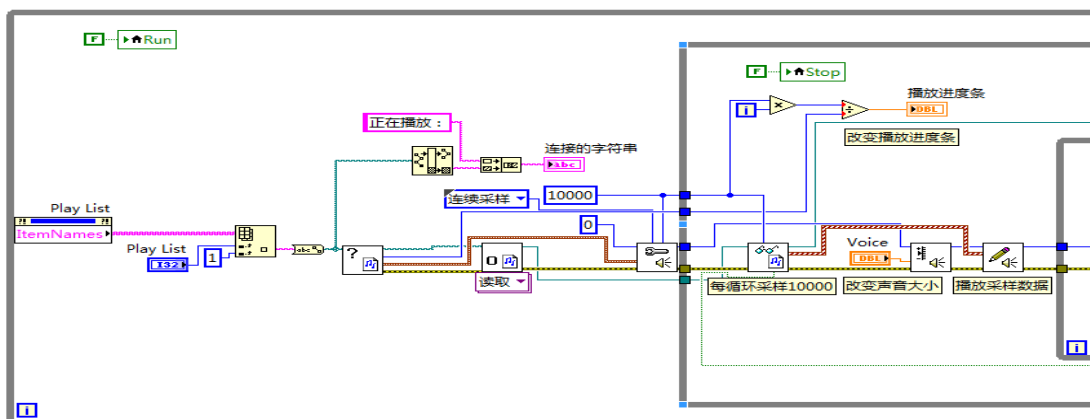 F
Run
F
Stop
播放进度条
i
DBL
正在播放：
改变播放进度条
连接的字符串
abc
连续采样
10000
Play List
ItemNames
0
Play List
I32
1
?
Voice
DBL
读取
每循环采样10000
改变声音大小
播放采样数据
i
i